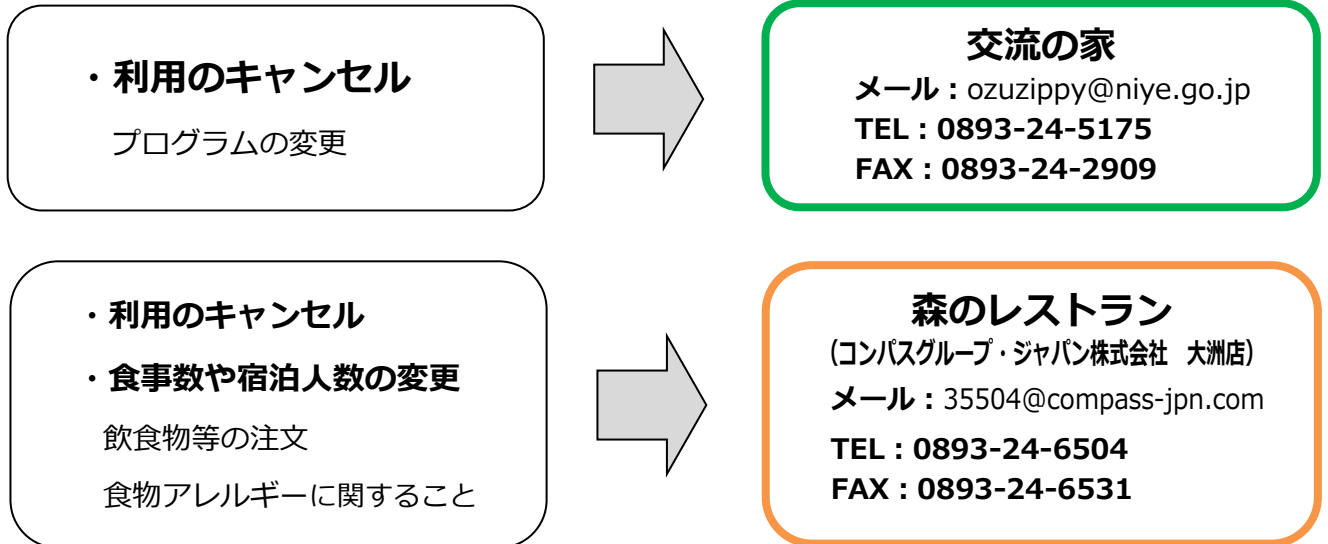 ・利用のキャンセル
プログラムの変更
交流の家
メール：ozuzippy@niye.go.jp
TEL：0893-24-5175
FAX：0893-24-2909
・利用のキャンセル
・食事数や宿泊人数の変更
飲食物等の注文
食物アレルギーに関すること
森のレストラン
（コンパスグループ・ジャパン株式会社　大洲店）
メール：35504@compass-jpn.com
TEL：0893-24-6504
FAX：0893-24-6531